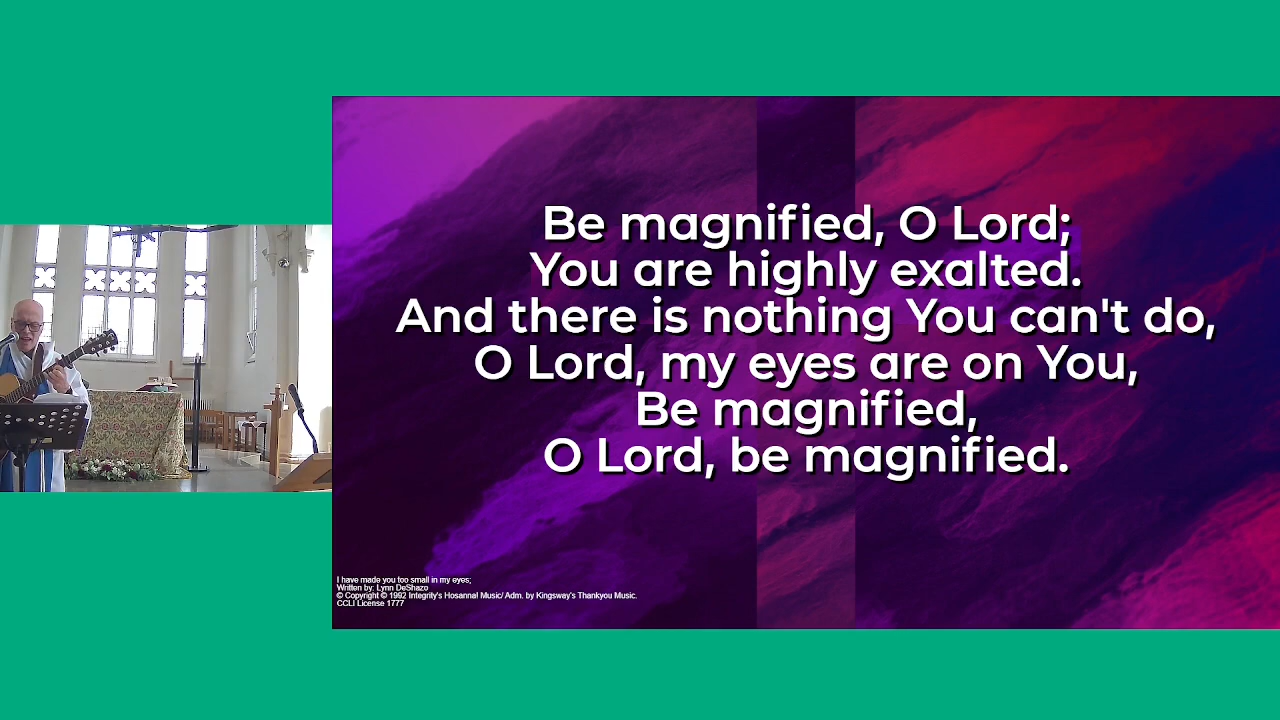 Be magnified, O Lord;
You are highly exalted.
And there is nothing You can't do,
O Lord, my eyes are on You,
Be magnified,
O Lord, be magnified.
I have made you too small in my eyes;
Written by: Lynn DeShazo
© Copyright © 1992 Integrity's Hosanna! Music/ Adm. by Kingsway's Thankyou Music.
CCLI License 1777